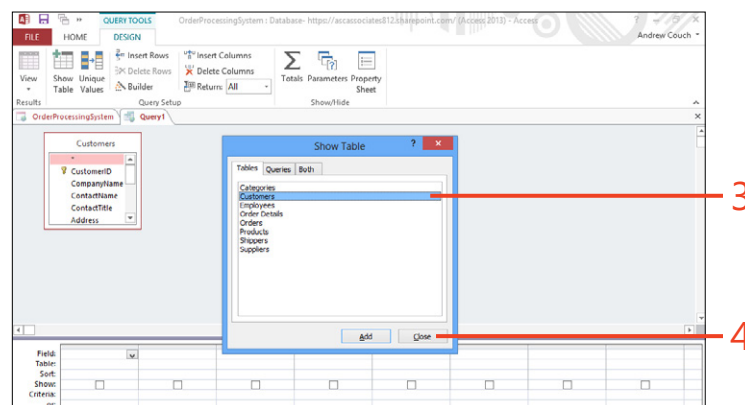 QUERY TOOLS OrderProcessingSystem : Database- https://ascassociates812.sharepoint.com/ (Access 2013) - Access ?
FILE HOME DESIGN Andrew Couch
View Show Table Unique Values Insert Rows Delete Rows Builder Insert Columns Delete Columns Return: All Totals Parameters Property Sheet
Results Query Setup Show/Hide
OrderProcessingSystem Query1
Customers
*
CustomerID
CompanyName
ContactName
ContactTitle
Address
Show Table ?
Tables Queries Both
Categories
Customers
Employees
Order Details
Orders
Products
Shippers
Suppliers
Add Close
3
4
Field:
Table:
Sort:
Show:
Criteria:
or: